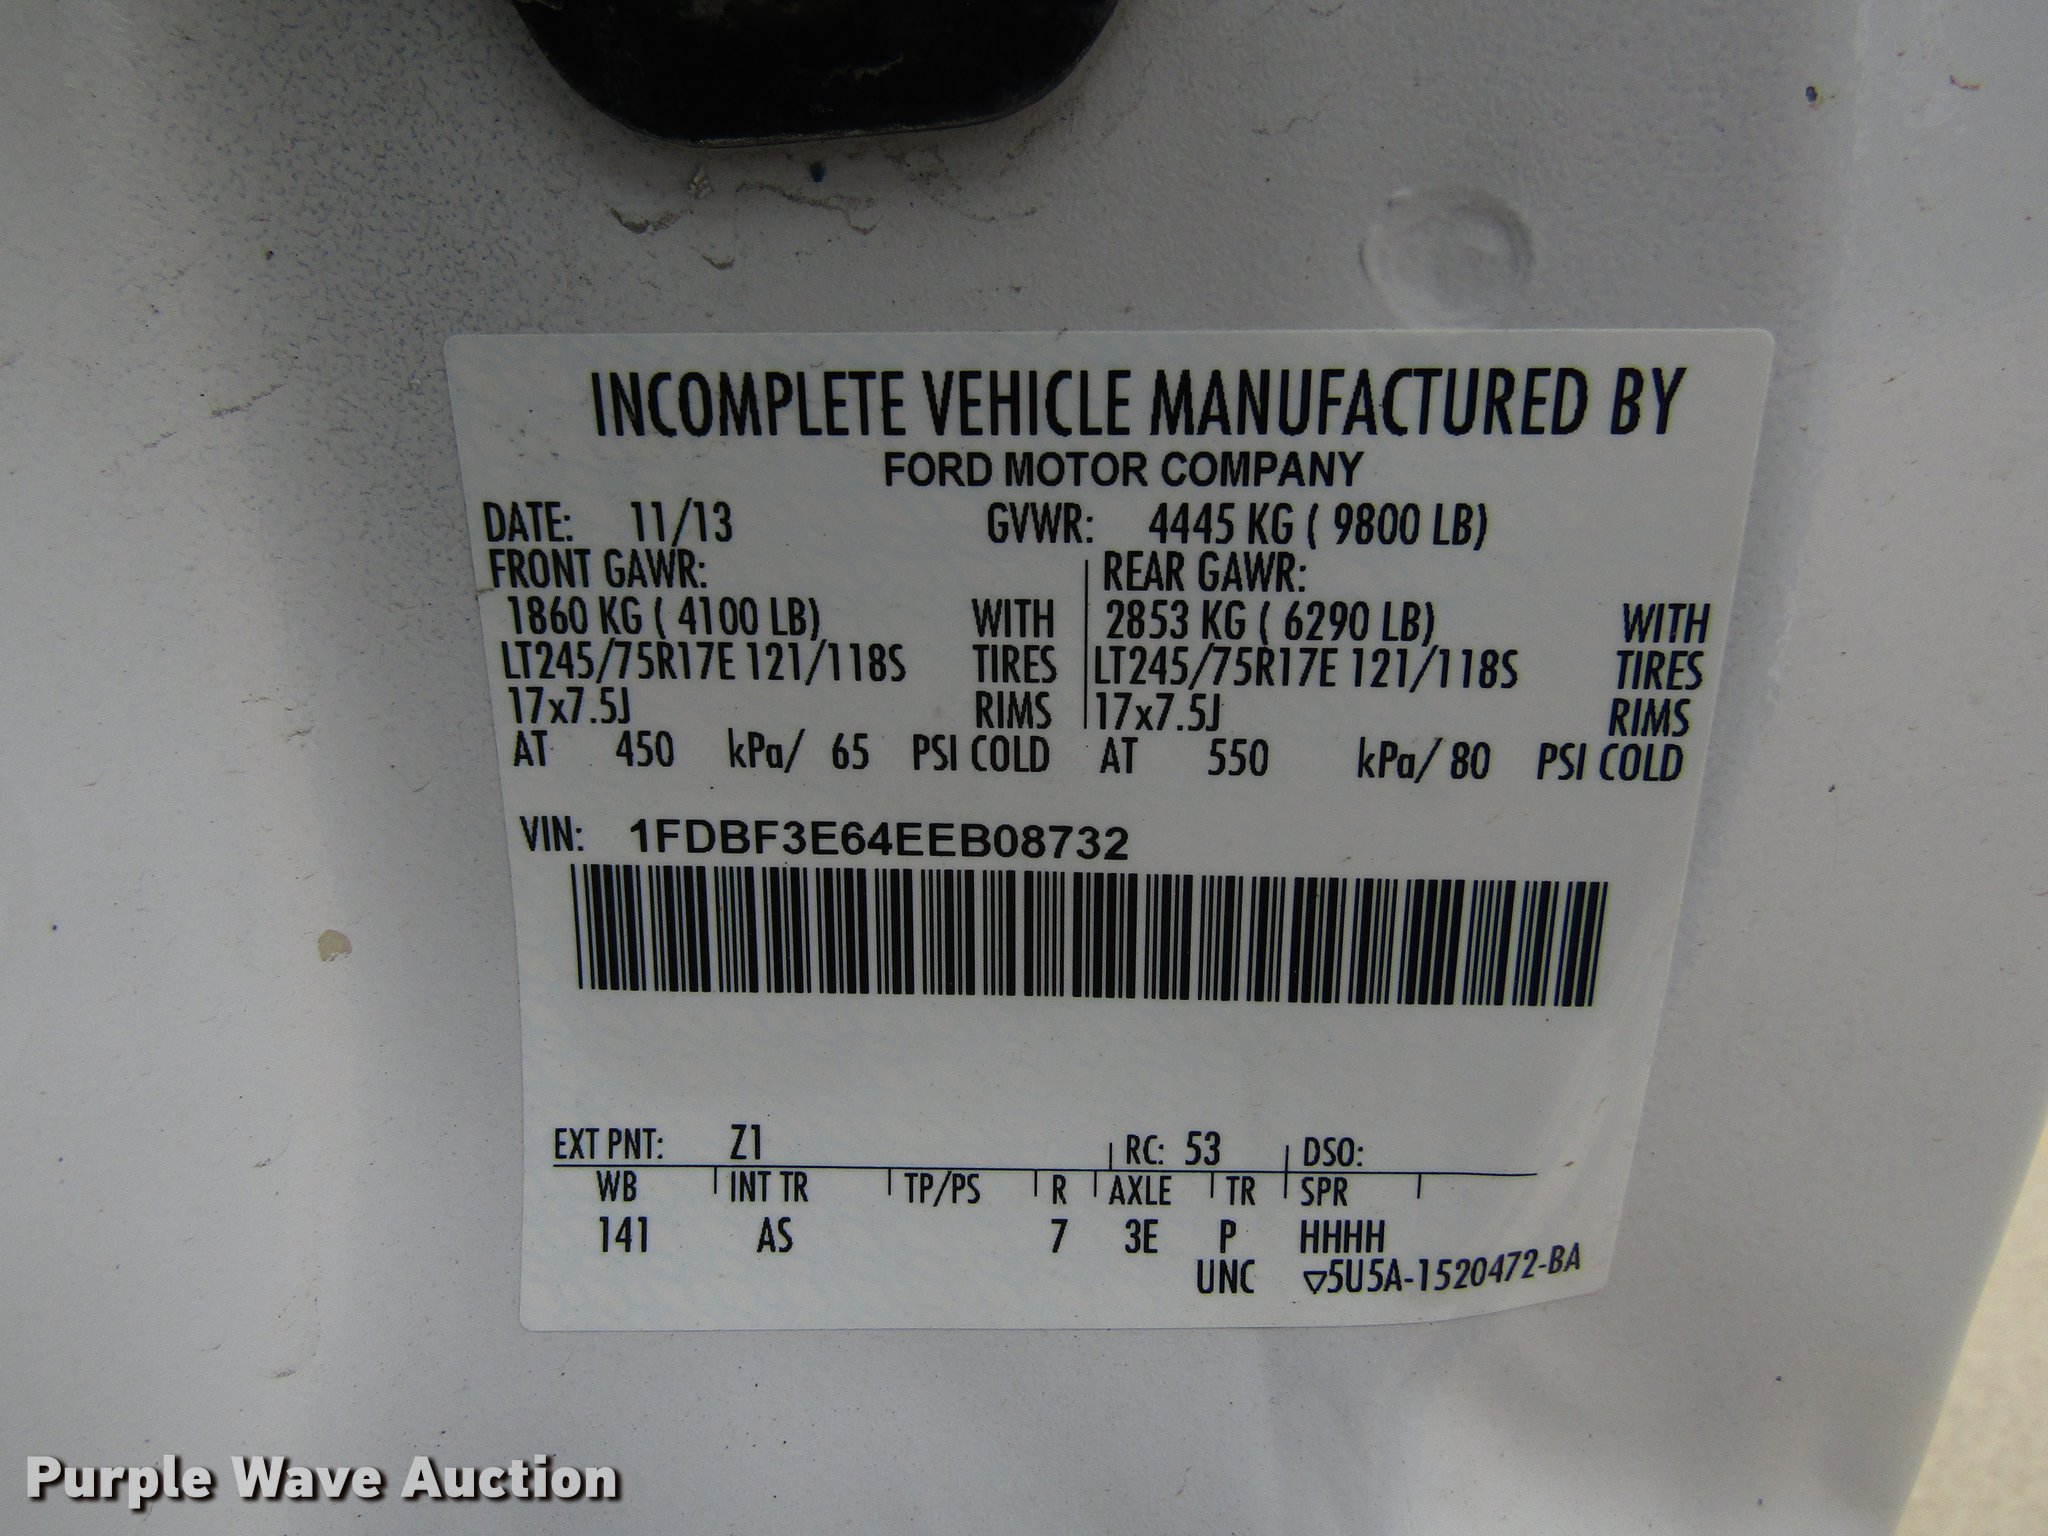 INCOMPLETE VEHICLE MANUFACTURED BY
FORD MOTOR COMPANY
DATE: 11/13 GVWR: 4445 KG ( 9800 LB)
FRONT GAWR: REAR GAWR:
1860 KG ( 4100 LB) WITH 2853 KG ( 6290 LB) WITH
LT245/75R17E 121/118S TIRES LT245/75R17E 121/118S TIRES
17x7.5J RIMS 17x7.5J RIMS
AT 450 kPa/ 65 PSI COLD AT 550 kPa/ 80 PSI COLD
VIN: 1FDBF3E64EEB08732
EXT PNT: Z1 RC: 53 DSO:
WB INT TR TP/PS R AXLE TR SPR
141 AS 7 3E P HHHH
UNC ▽5U5A-1520472-BA
Purple Wave Auction